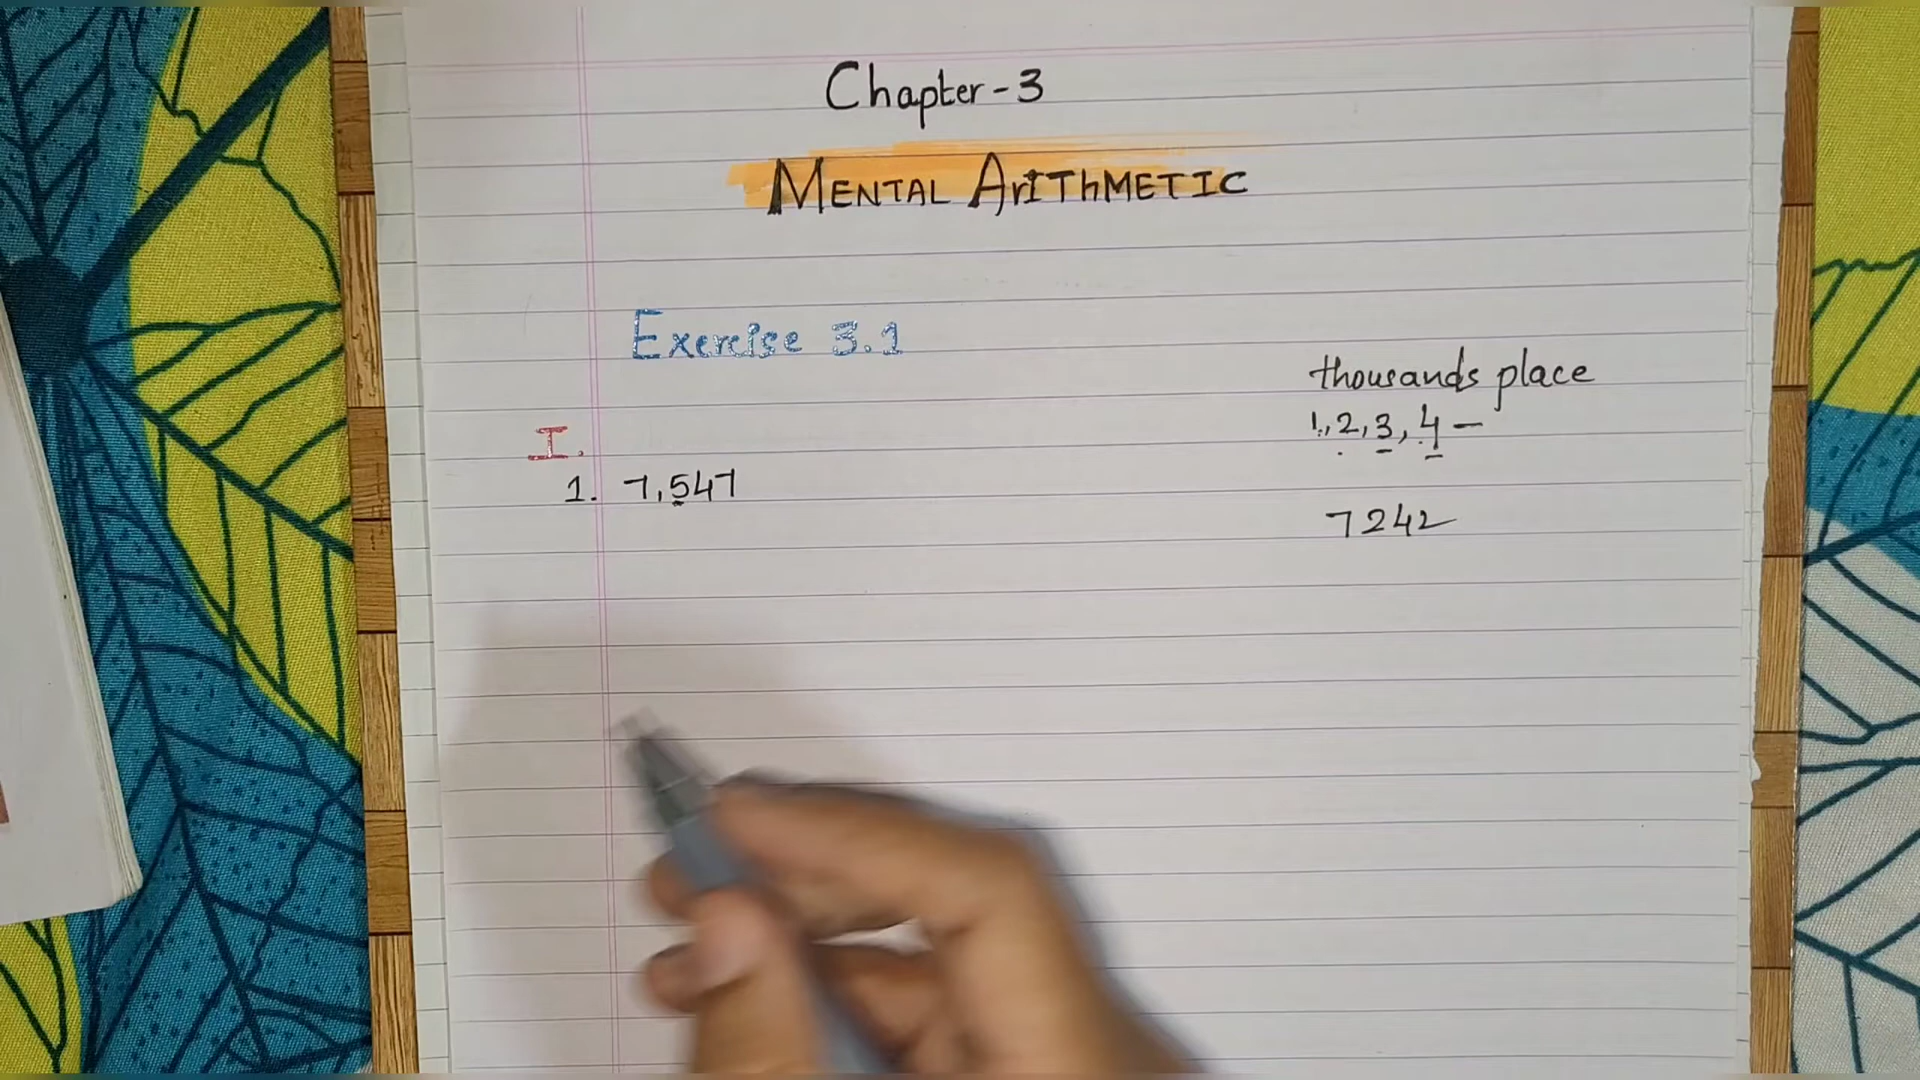 Chapter-3
MENTAL ArIThMETIC
Exercise 3.1
I.
1. 7,547
thousands place
1,2,3,4-
7242